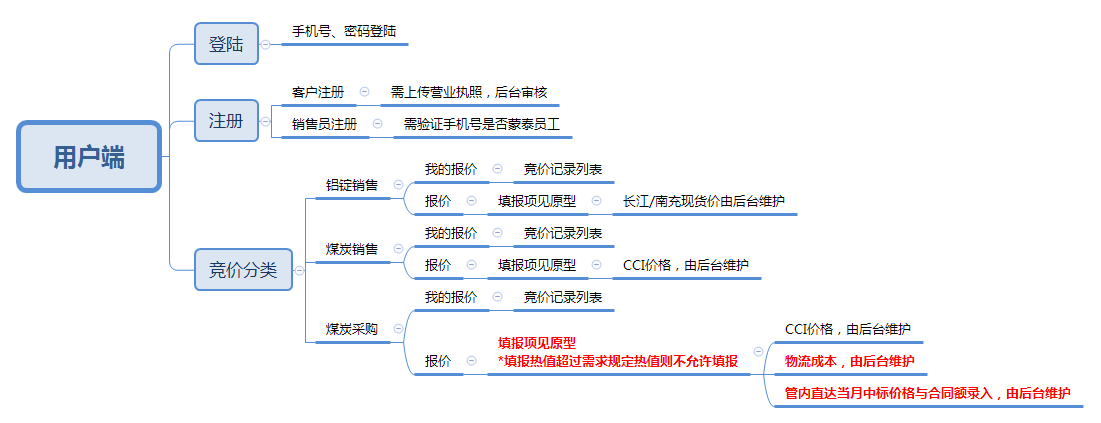 用户端
登陆
手机号、密码登陆
注册
客户注册
需上传营业执照，后台审核
销售员注册
需验证手机号是否蒙泰员工
竞价分类
铝锭销售
我的报价
竞价记录列表
报价
填报项见原型
长江/南充现货价由后台维护
煤炭销售
我的报价
竞价记录列表
报价
填报项见原型
CCI价格，由后台维护
煤炭采购
我的报价
竞价记录列表
报价
填报项见原型
*填报热值超过需求规定热值则不允许填报
CCI价格，由后台维护
物流成本，由后台维护
管内直达当月中标价格与合同额录入，由后台维护